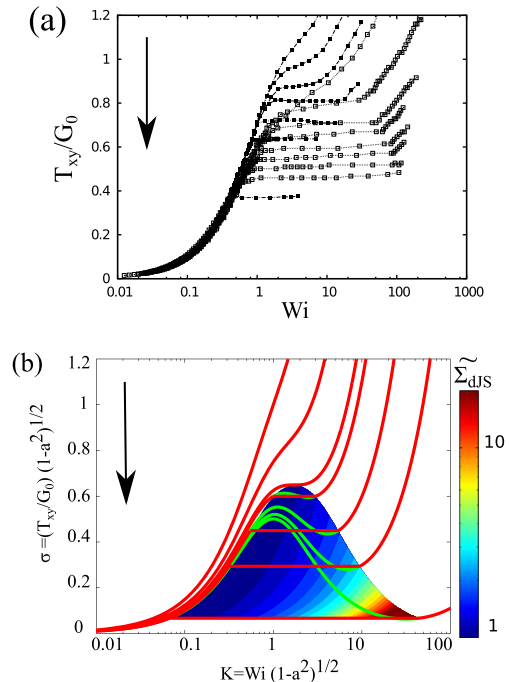 (a)
1.2
1
0.8
0.6
0.4
0.2
0
T_xy/G_0
0.01 0.1 1 10 100 1000
Wi
(b)
1.2
1
0.8
0.6
0.4
0.2
0
σ=(T_xy/G_0) (1-a^2)^1/2
0.01 0.1 1 10 100
K=Wi (1-a^2)^1/2
Σ̃_dJS
10
1